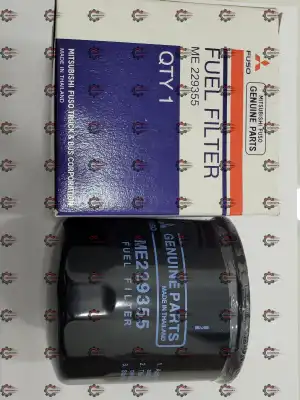 MITSUBISHI FUSO
GENUINE PARTS
FUSO
FUEL FILTER
ME 229355
QTY 1
MITSUBISHI FUSO TRUCK & BUS CORPORATION
MADE IN THAILAND
GENUINE PARTS
MADE IN THAILAND
ME229355
FUEL FILTER